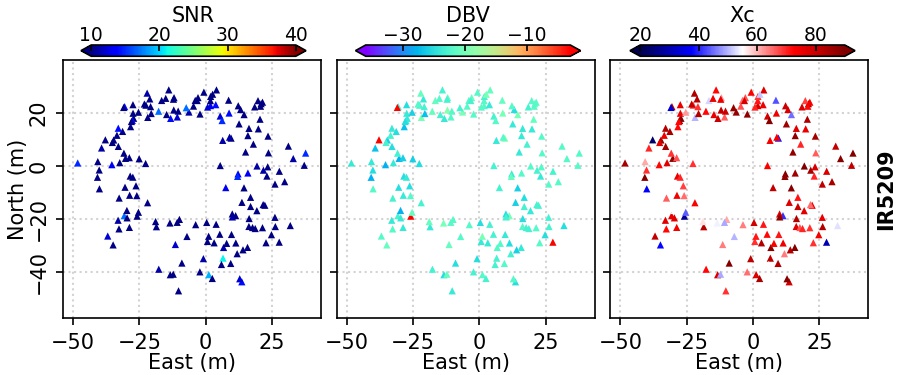 SNR DBV Xc
10 20 30 40 −30 −20 −10 20 40 60 80
20
0
−20
−40
North (m)
IR5209
−50 −25 0 25 −50 −25 0 25 −50 −25 0 25
East (m) East (m) East (m)